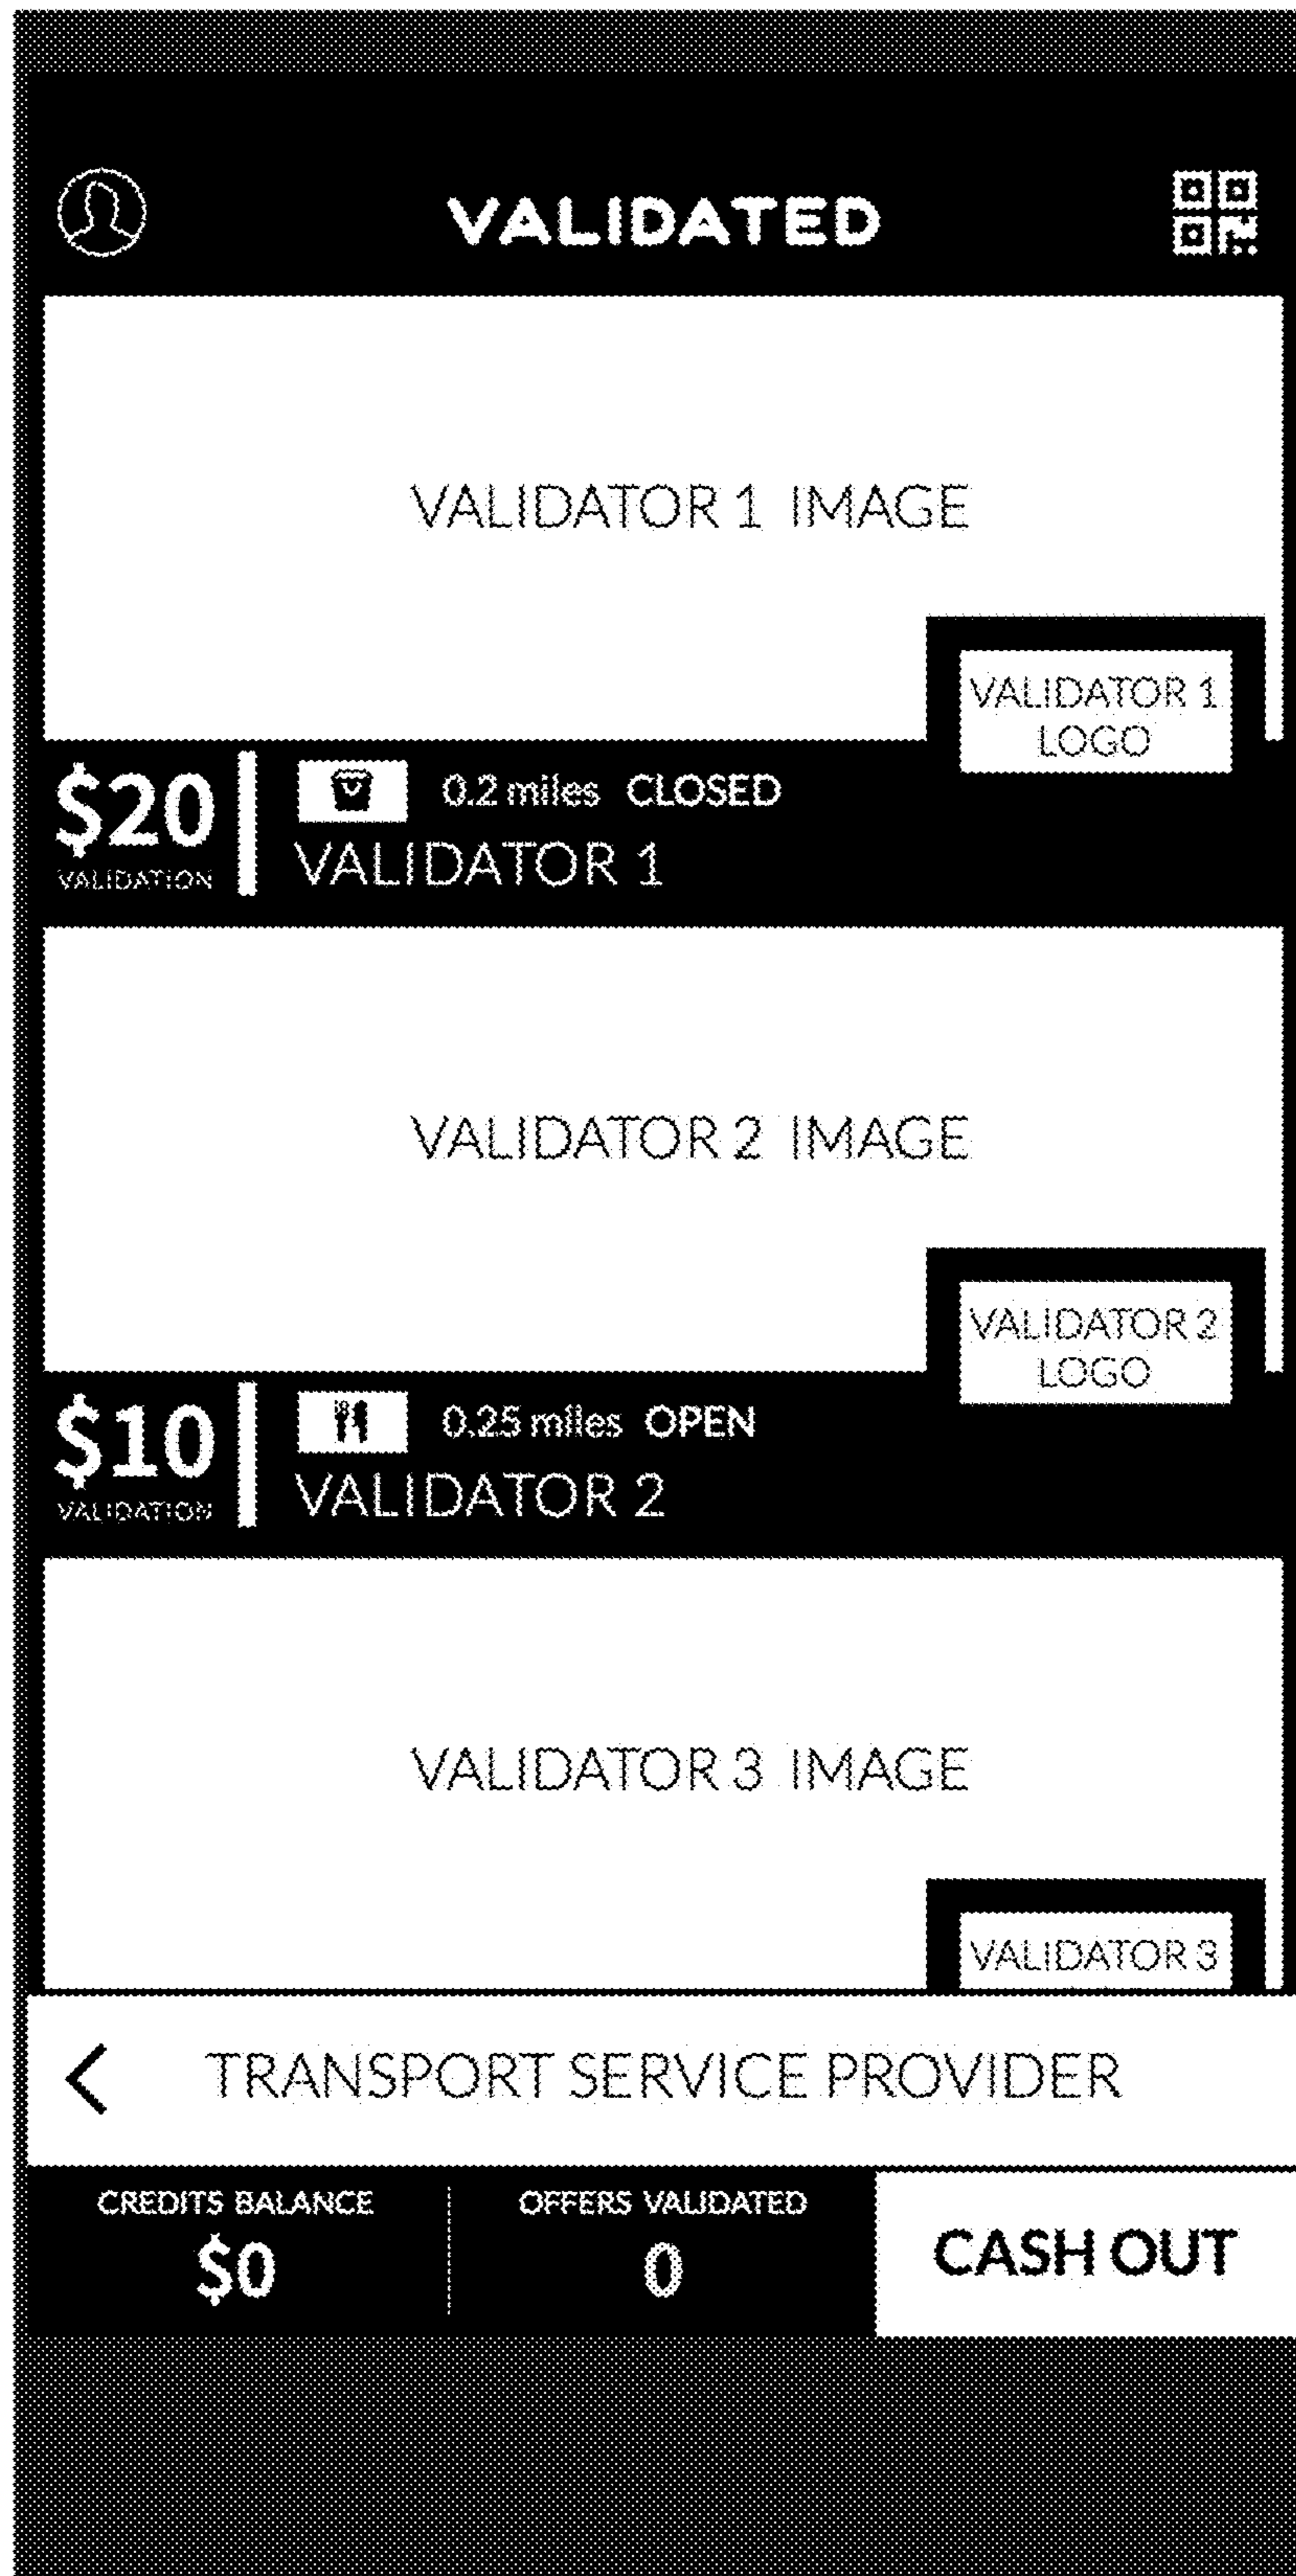 VALIDATED
VALIDATOR 1 IMAGE
VALIDATOR 1
LOGO
$20
VALIDATION
0.2 miles CLOSED
VALIDATOR 1
VALIDATOR 2 IMAGE
VALIDATOR 2
LOGO
$10
VALIDATION
0.25 miles OPEN
VALIDATOR 2
VALIDATOR 3 IMAGE
VALIDATOR 3
TRANSPORT SERVICE PROVIDER
CREDITS BALANCE
$0
OFFERS VALIDATED
0
CASH OUT